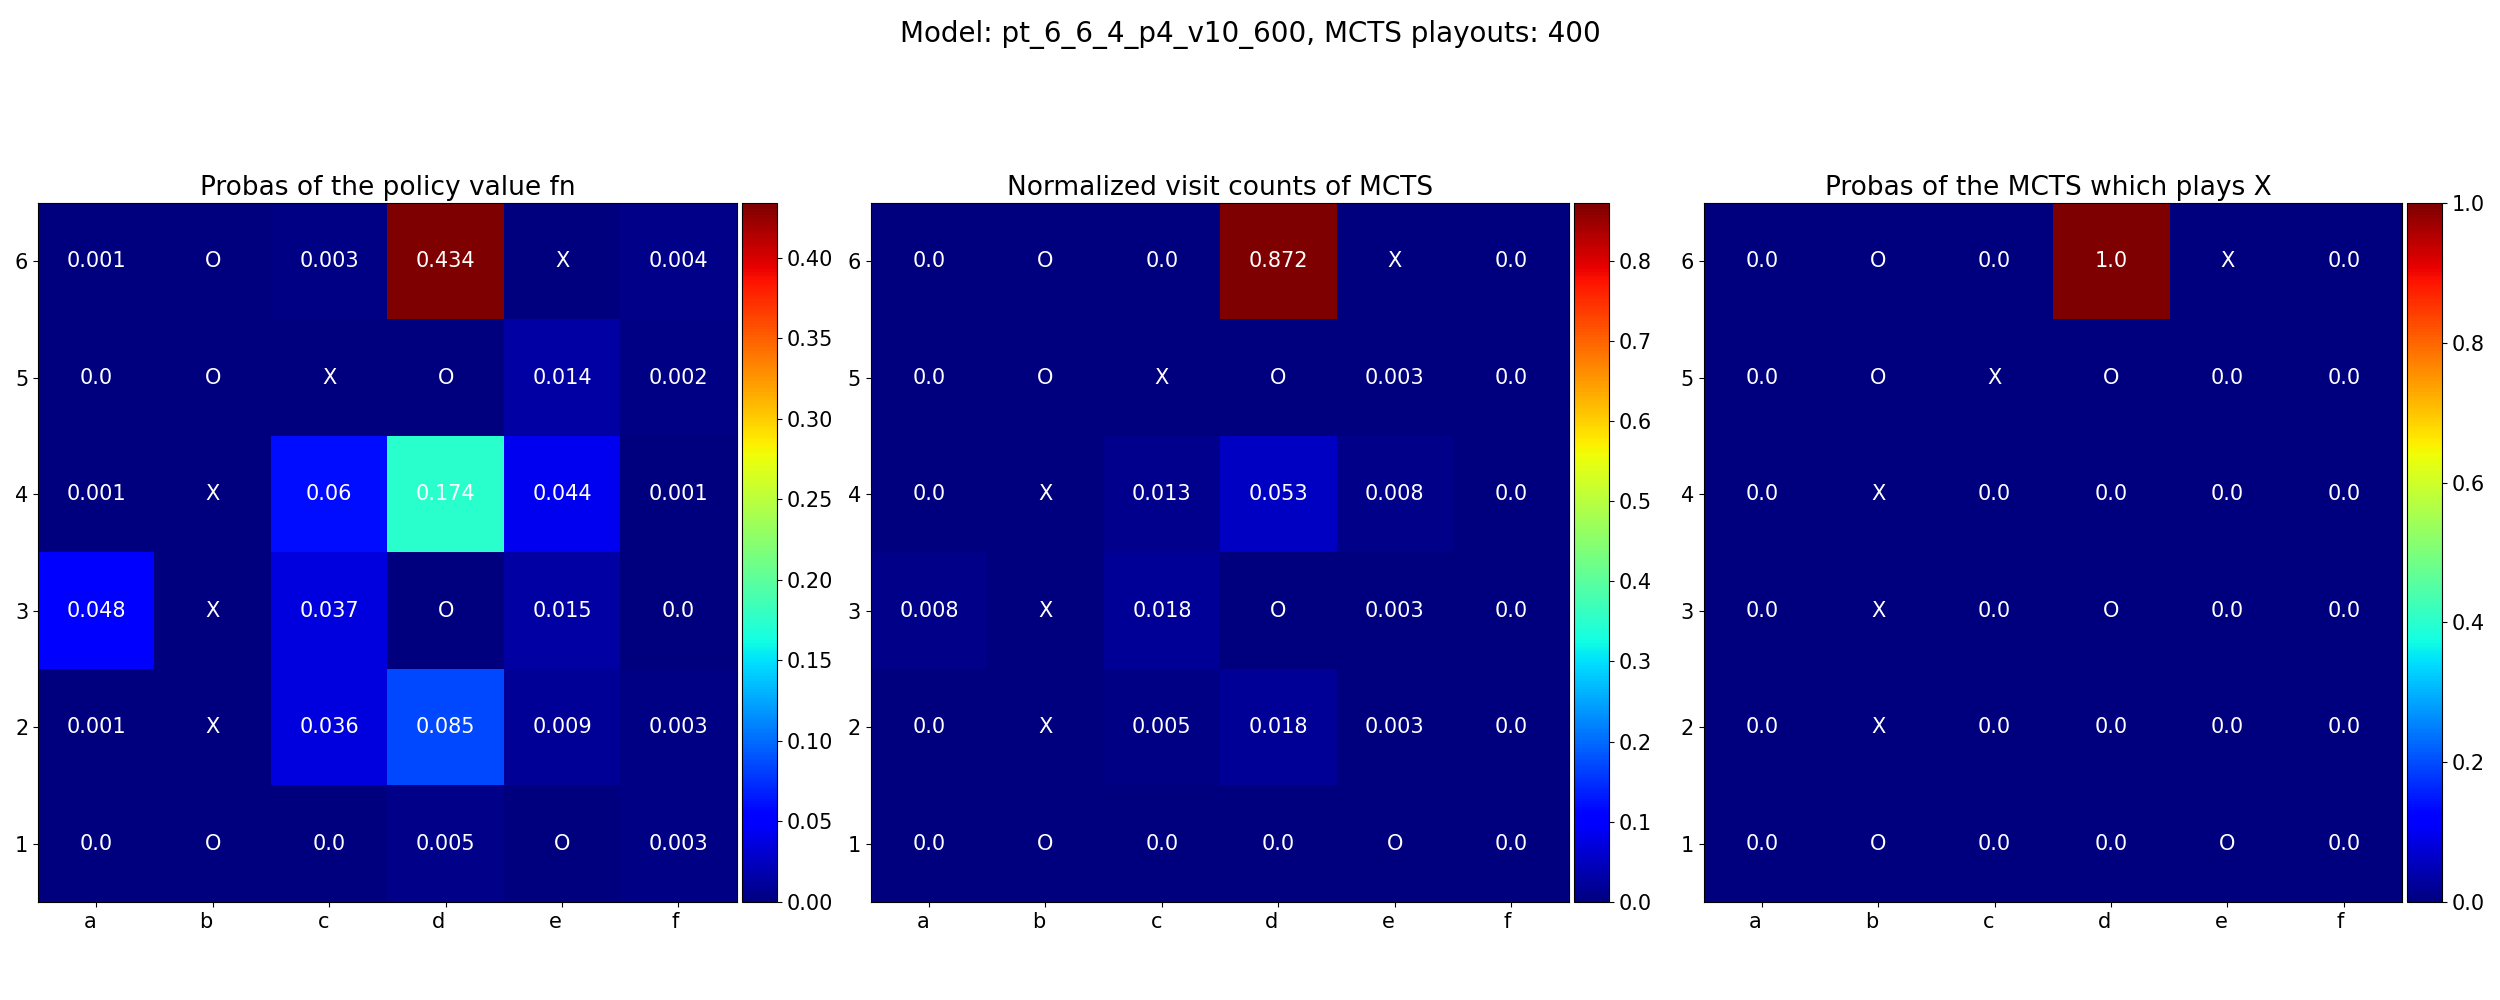 Model: pt_6_6_4_p4_v10_600, MCTS playouts: 400
Probas of the policy value fn
6 0.001 O 0.003 0.434 X 0.004
5 0.0 O X O 0.014 0.002
4 0.001 X 0.06 0.174 0.044 0.001
3 0.048 X 0.037 O 0.015 0.0
2 0.001 X 0.036 0.085 0.009 0.003
1 0.0 O 0.0 0.005 O 0.003
a b c d e f
0.40
0.35
0.30
0.25
0.20
0.15
0.10
0.05
0.00
Normalized visit counts of MCTS
6 0.0 O 0.0 0.872 X 0.0
5 0.0 O X O 0.003 0.0
4 0.0 X 0.013 0.053 0.008 0.0
3 0.008 X 0.018 O 0.003 0.0
2 0.0 X 0.005 0.018 0.003 0.0
1 0.0 O 0.0 0.0 O 0.0
a b c d e f
0.8
0.7
0.6
0.5
0.4
0.3
0.2
0.1
0.0
Probas of the MCTS which plays X
6 0.0 O 0.0 1.0 X 0.0
5 0.0 O X O 0.0 0.0
4 0.0 X 0.0 0.0 0.0 0.0
3 0.0 X 0.0 O 0.0 0.0
2 0.0 X 0.0 0.0 0.0 0.0
1 0.0 O 0.0 0.0 O 0.0
a b c d e f
1.0
0.8
0.6
0.4
0.2
0.0